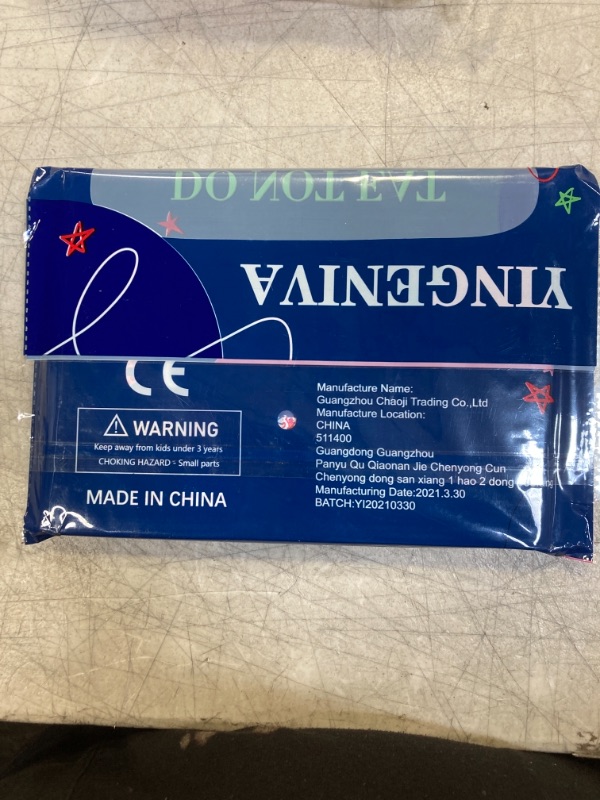 DO NOT EAT
YINGENIVA
CE
WARNING
Keep away from kids under 3 years
CHOKING HAZARD - Small parts
MADE IN CHINA
Manufacture Name:
Guangzhou Chaoji Trading Co.,Ltd
Manufacture Location:
CHINA
511400
Guangdong Guangzhou
Panyu Qu Qiaonan Jie Chenyong Cun
Chenyong dong san xiang 1 hao 2 dong
Manufacturing Date:2021.3.30
BATCH:YI20210330